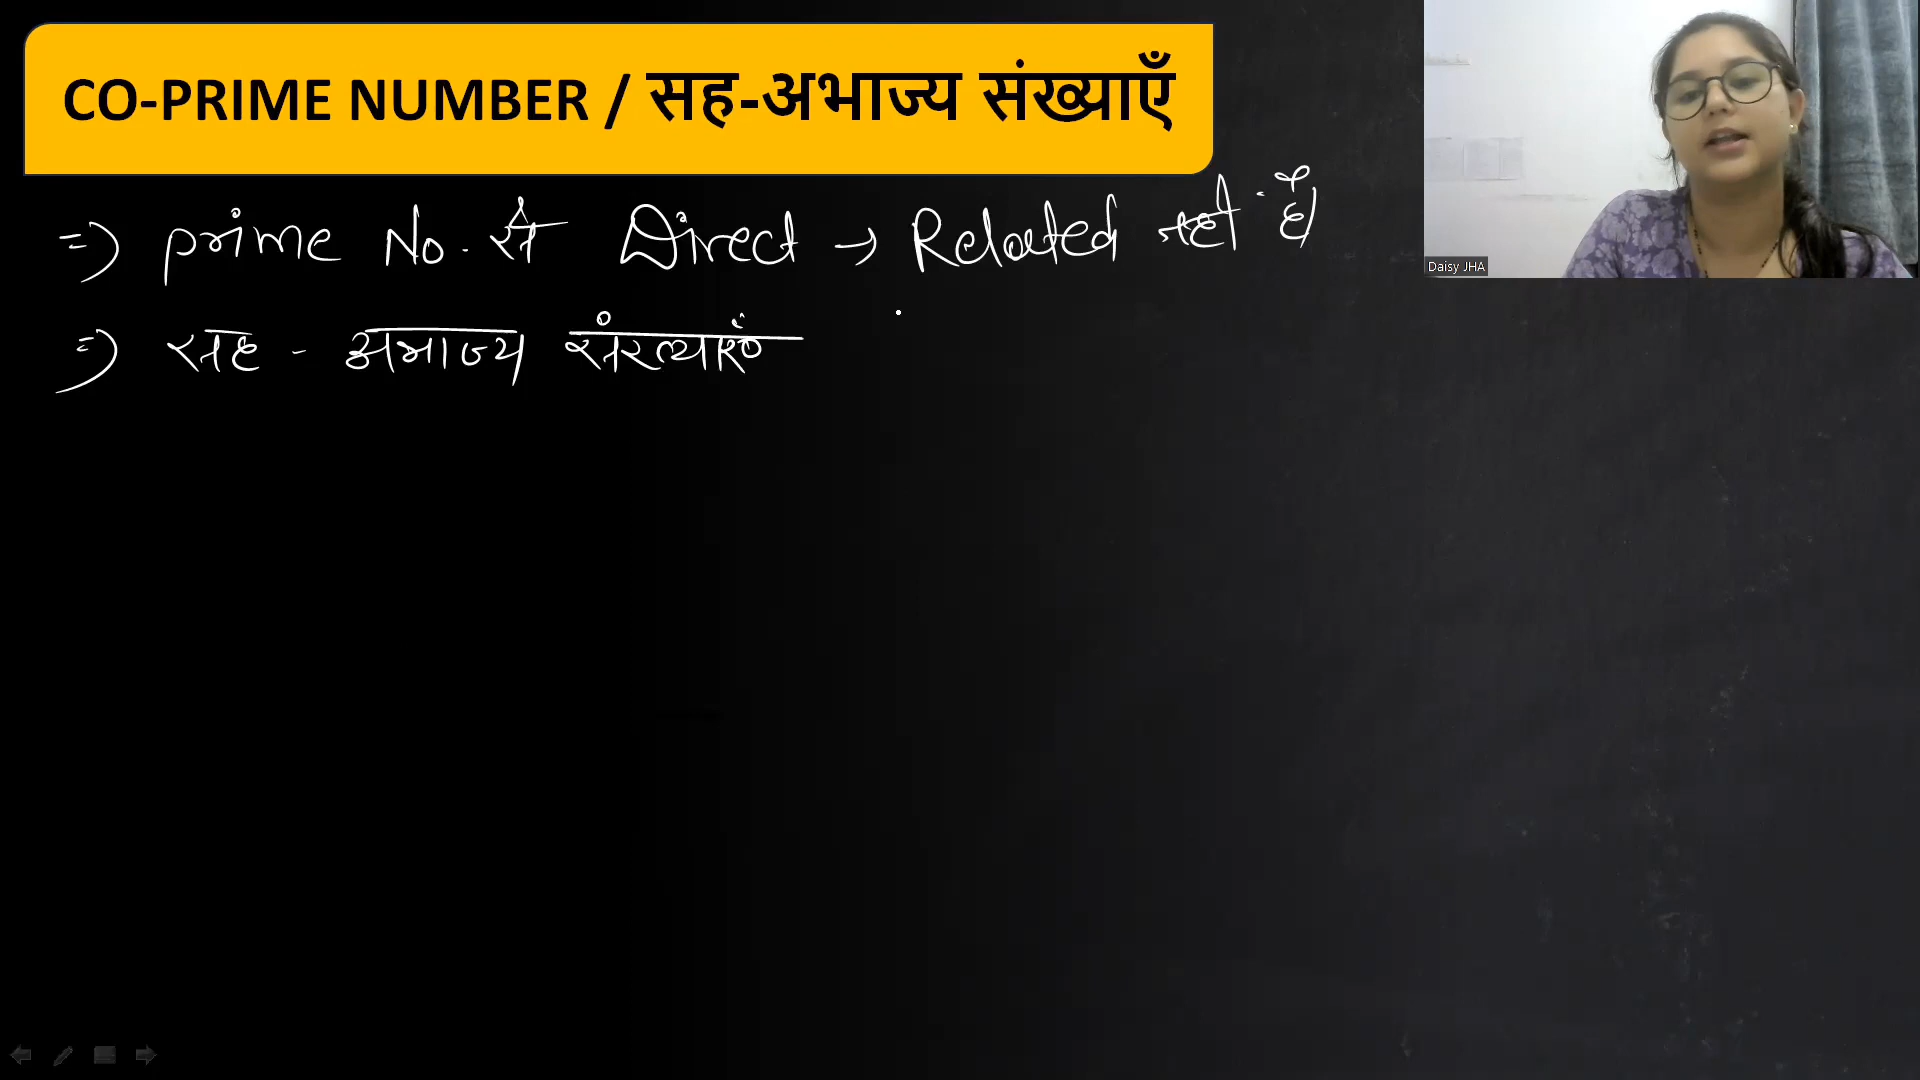 CO-PRIME NUMBER / सह-अभाज्य संख्याएँ
=> prime No. से Direct → Related नहीं है
=> सह - अभाज्य संख्याएँ
Daisy JHA